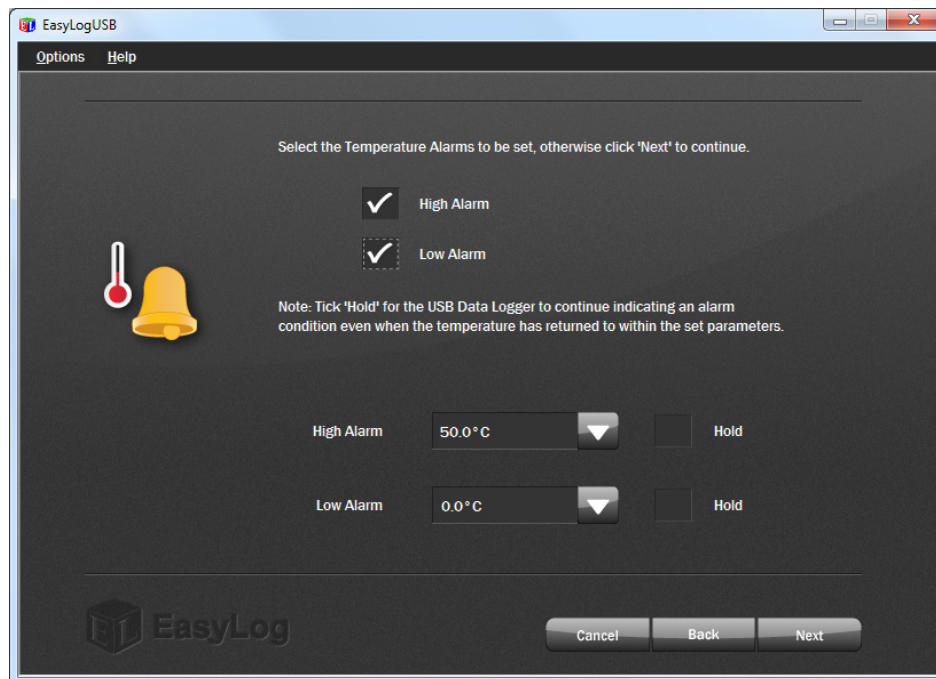 EasyLogUSB
Options Help
Select the Temperature Alarms to be set, otherwise click 'Next' to continue.
High Alarm
Low Alarm
Note: Tick 'Hold' for the USB Data Logger to continue indicating an alarm
condition even when the temperature has returned to within the set parameters.
High Alarm 50.0°C Hold
Low Alarm 0.0°C Hold
EL EasyLog
Cancel Back Next